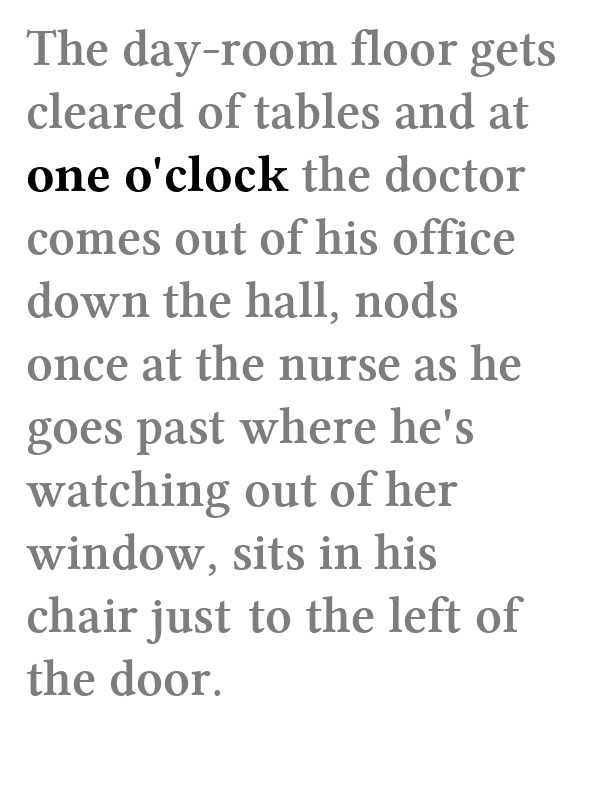 The day-room floor gets
cleared of tables and at
one o'clock the doctor
comes out of his office
down the hall, nods
once at the nurse as he
goes past where he's
watching out of her
window, sits in his
chair just to the left of
the door.